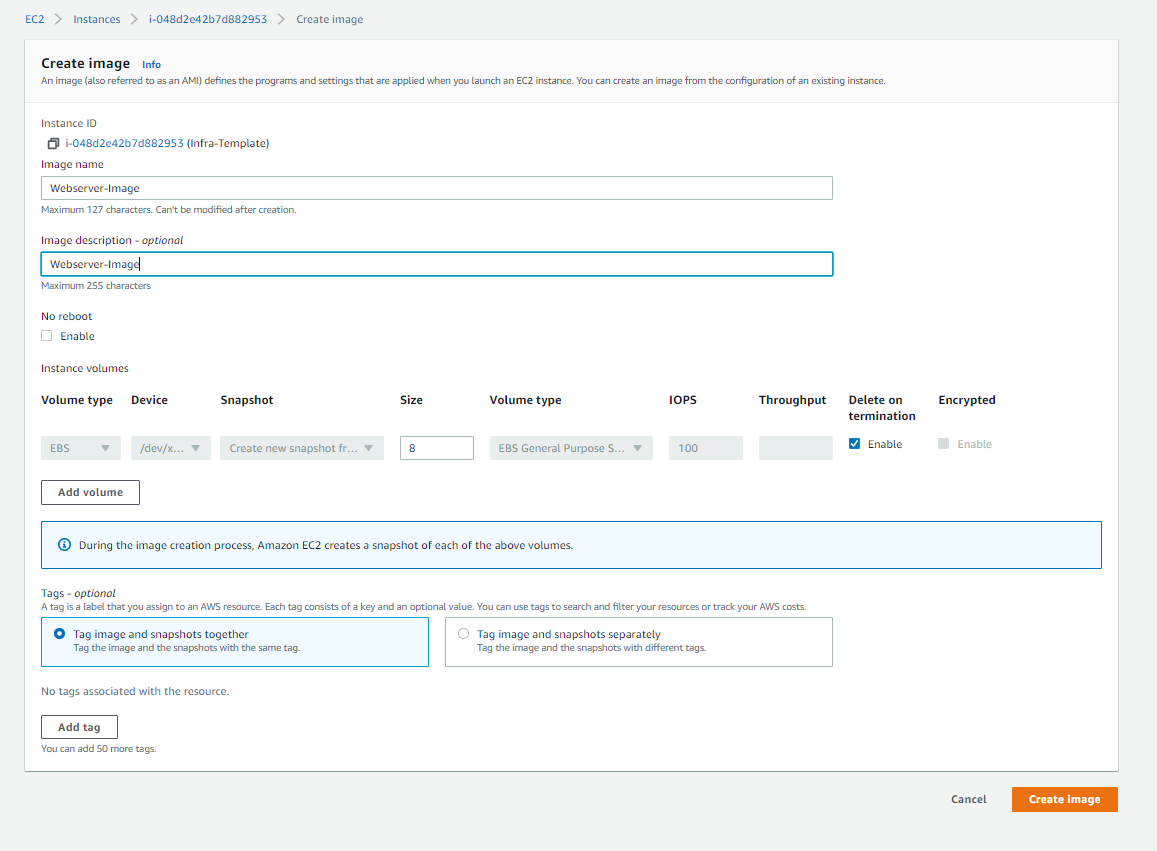 EC2 > Instances > i-048d2e42b7d882953 > Create image
Create image Info
An image (also referred to as an AMI) defines the programs and settings that are applied when you launch an EC2 instance. You can create an image from the configuration of an existing instance.
Instance ID
i-048d2e42b7d882953 (Infra-Template)
Image name
Webserver-Image
Maximum 127 characters. Can't be modified after creation.
Image description - optional
Webserver-Image
Maximum 255 characters
No reboot
Enable
Instance volumes
Volume type Device Snapshot Size Volume type IOPS Throughput Delete on termination Encrypted
EBS /dev/x... Create new snapshot fr... 8 EBS General Purpose S... 100 Enable Enable
Add volume
During the image creation process, Amazon EC2 creates a snapshot of each of the above volumes.
Tags - optional
A tag is a label that you assign to an AWS resource. Each tag consists of a key and an optional value. You can use tags to search and filter your resources or track your AWS costs.
Tag image and snapshots together
Tag the image and the snapshots with the same tag.
Tag image and snapshots separately
Tag the image and the snapshots with different tags.
No tags associated with the resource.
Add tag
You can add 50 more tags.
Cancel Create image